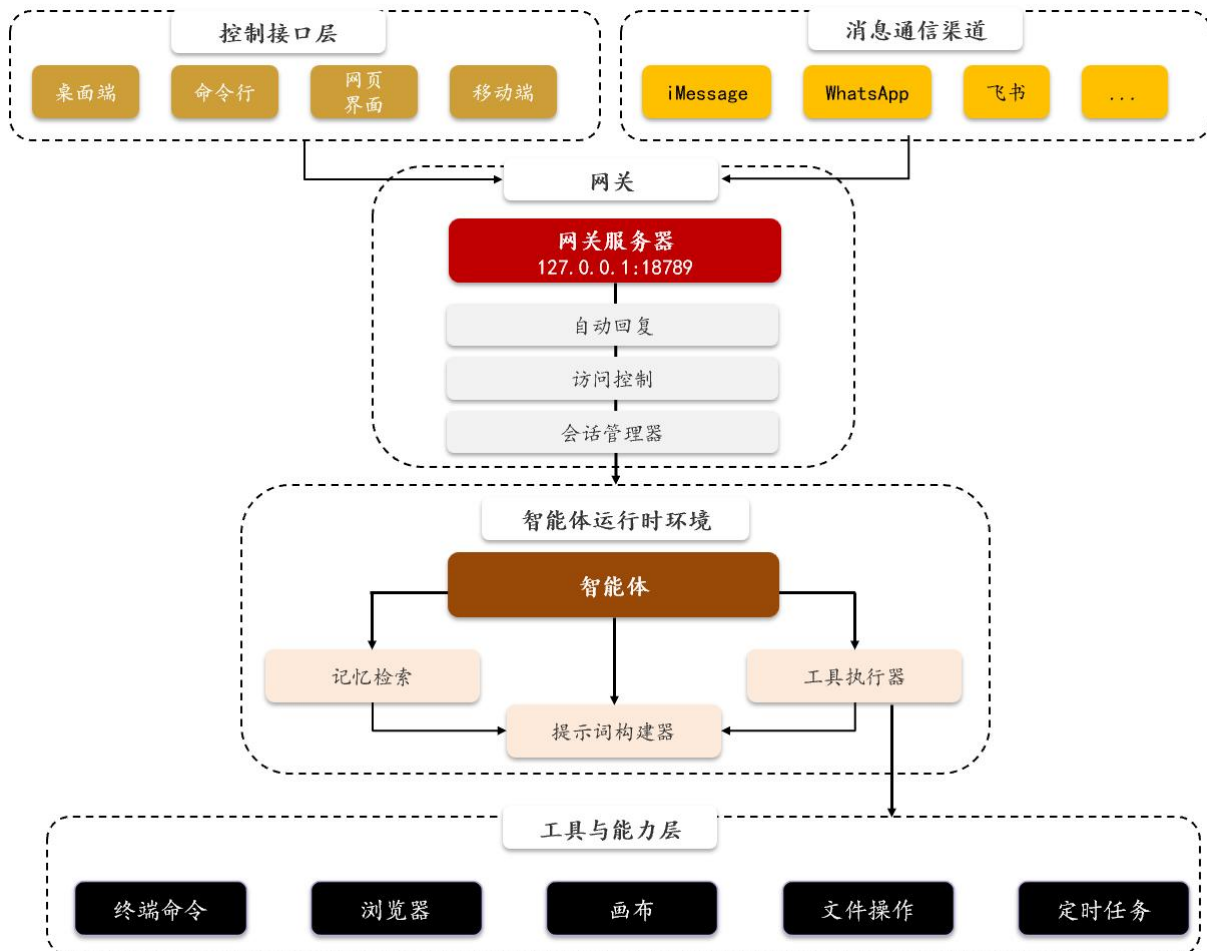 控制接口层
桌面端
命令行
网页
界面
移动端
消息通信渠道
iMessage
WhatsApp
飞书
...
网关
网关服务器
127.0.0.1:18789
自动回复
访问控制
会话管理器
智能体运行时环境
智能体
记忆检索
工具执行器
提示词构建器
工具与能力层
终端命令
浏览器
画布
文件操作
定时任务